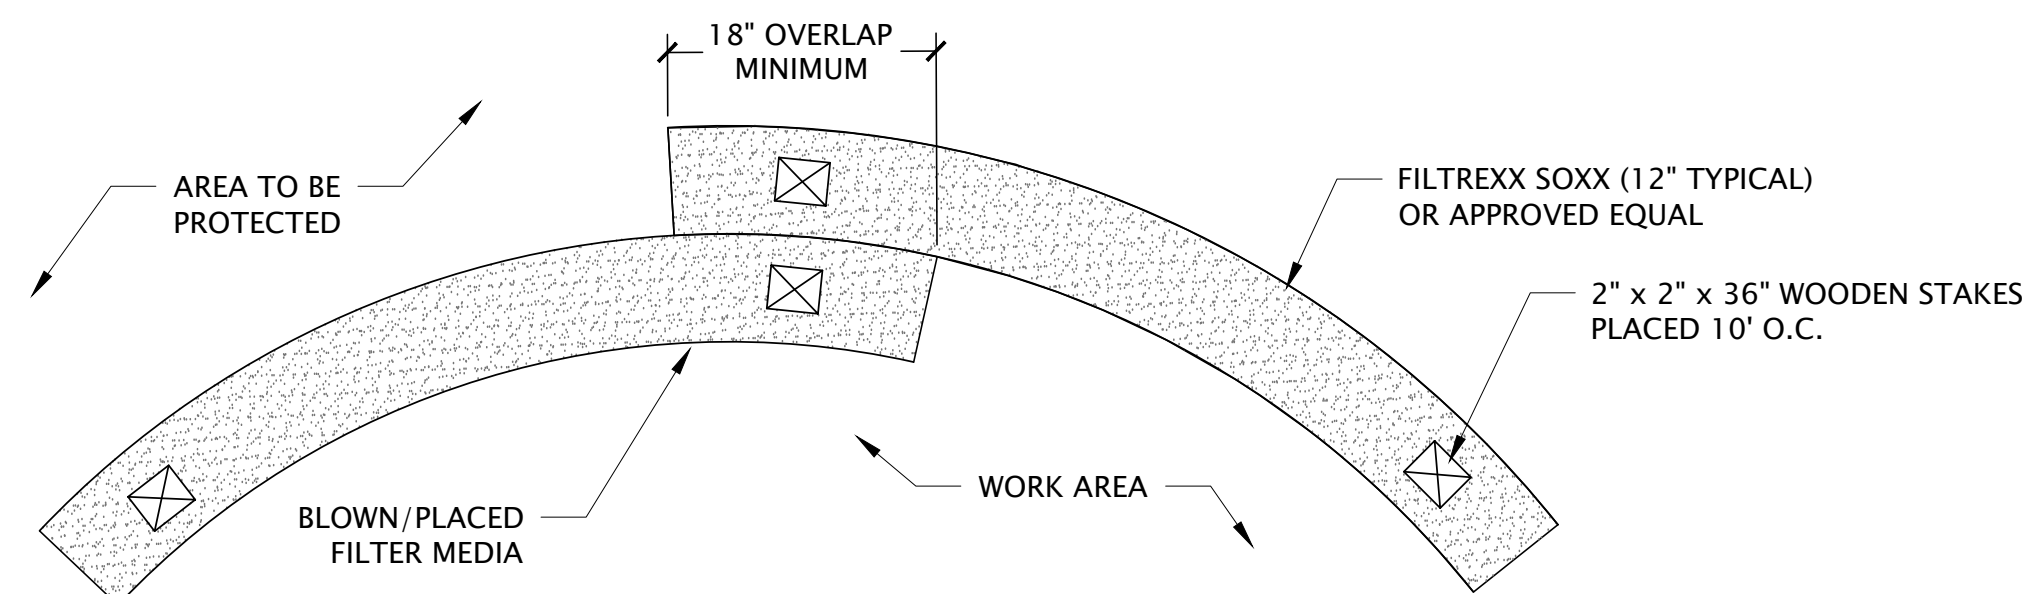 18" OVERLAP
MINIMUM
AREA TO BE
PROTECTED
FILTREXX SOXX (12" TYPICAL)
OR APPROVED EQUAL
2" x 2" x 36" WOODEN STAKES
PLACED 10' O.C.
WORK AREA
BLOWN/PLACED
FILTER MEDIA